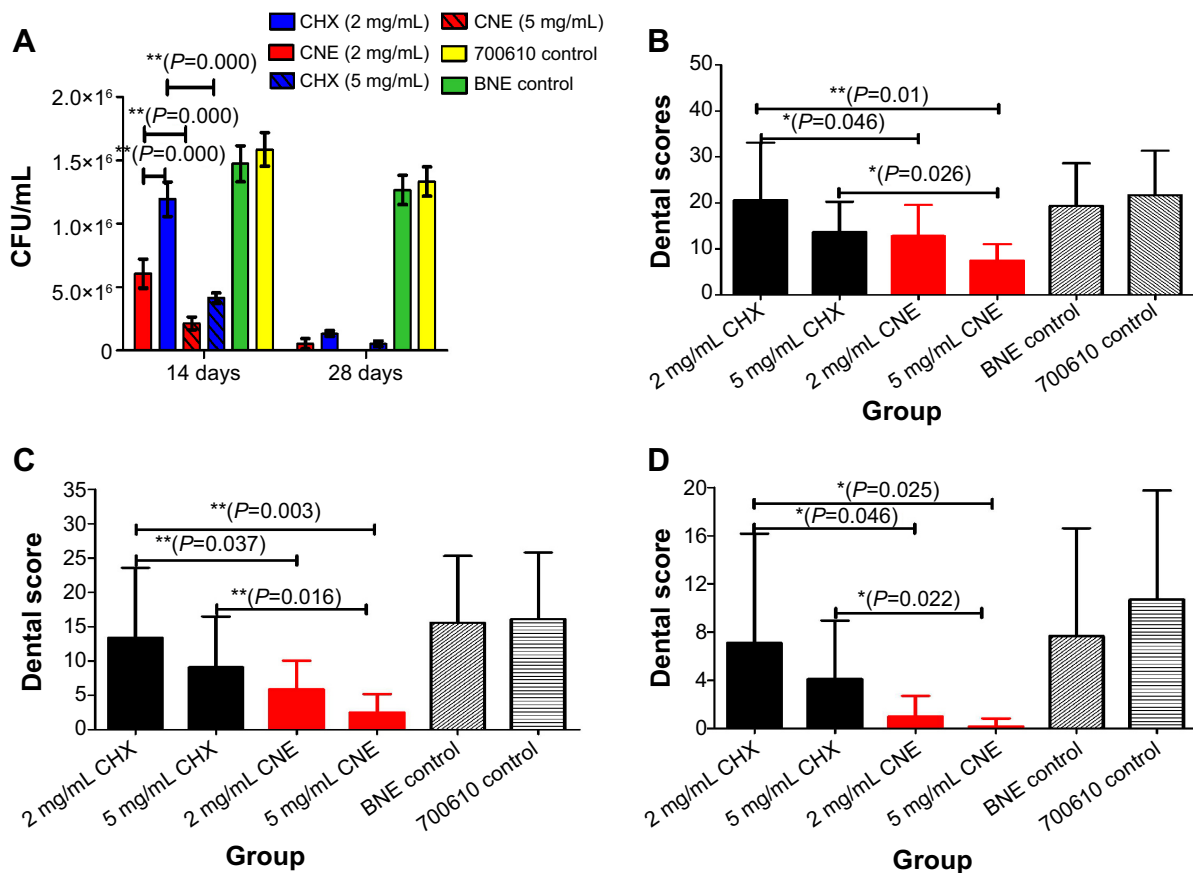 A
CHX (2 mg/mL)
CNE (5 mg/mL)
CNE (2 mg/mL)
700610 control
CHX (5 mg/mL)
BNE control
**(P=0.000)
**(P=0.000)
**(P=0.000)
CFU/mL
2.0×10⁶
1.5×10⁶
1.0×10⁶
5.0×10⁶
0
14 days
28 days
B
Dental scores
50
40
30
20
10
0
**(P=0.01)
*(P=0.046)
*(P=0.026)
2 mg/mL CHX
5 mg/mL CHX
2 mg/mL CNE
5 mg/mL CNE
BNE control
700610 control
Group
C
Dental score
35
30
25
20
15
10
5
0
**(P=0.003)
**(P=0.037)
**(P=0.016)
2 mg/mL CHX
5 mg/mL CHX
2 mg/mL CNE
5 mg/mL CNE
BNE control
700610 control
Group
D
Dental score
20
16
12
8
4
0
*(P=0.025)
*(P=0.046)
*(P=0.022)
2 mg/mL CHX
5 mg/mL CHX
2 mg/mL CNE
5 mg/mL CNE
BNE control
700610 control
Group